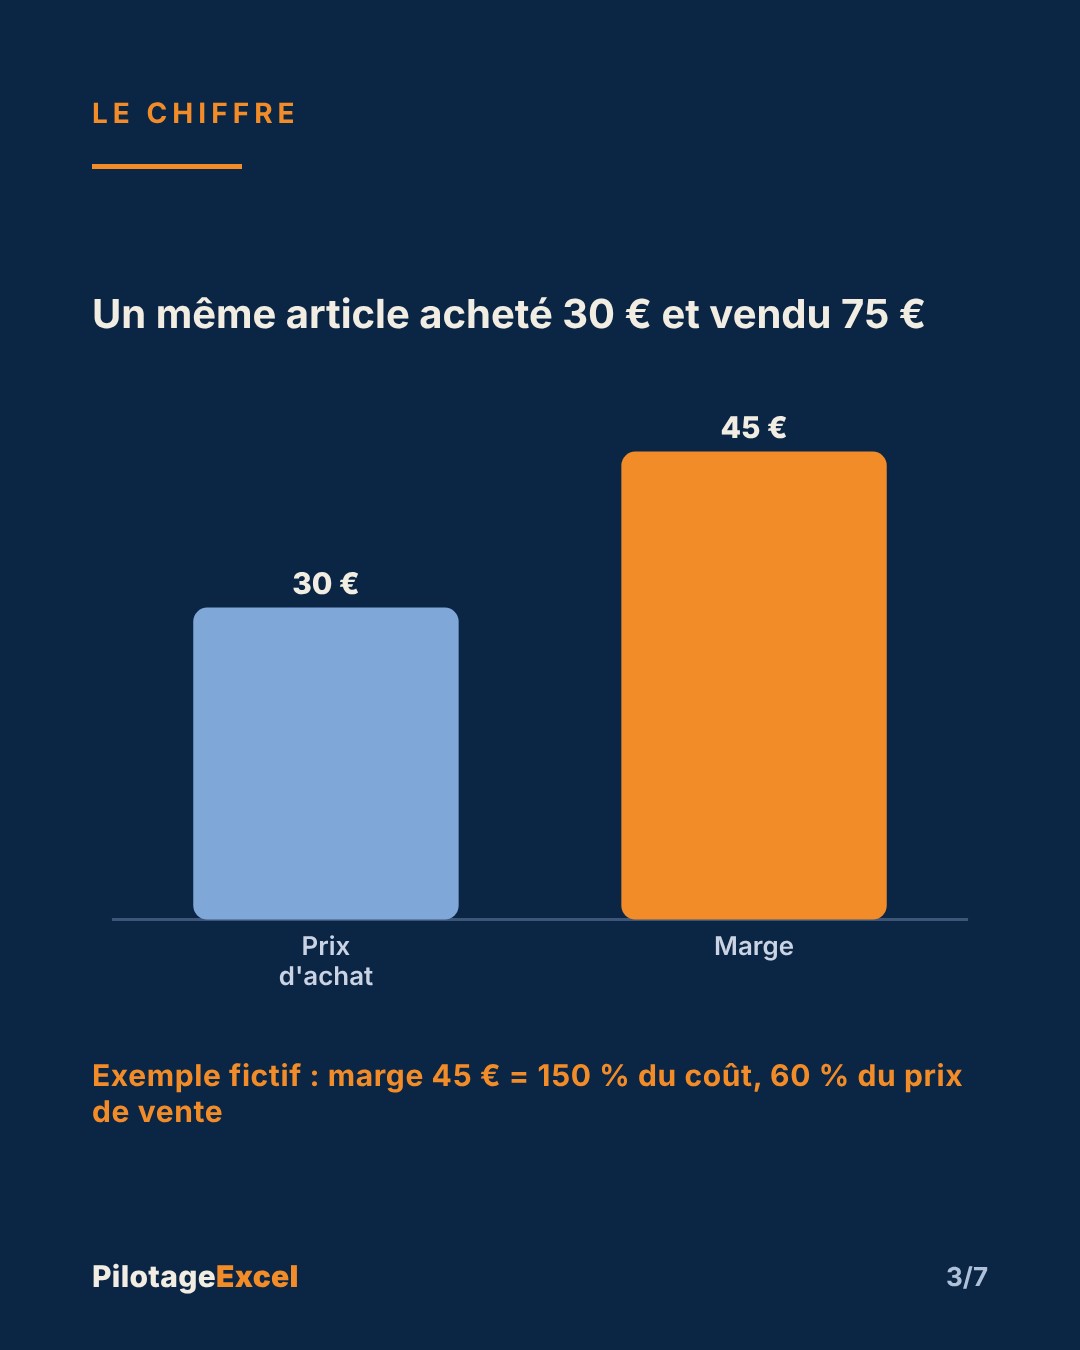 LE CHIFFRE
Un même article acheté 30 € et vendu 75 €
45 €
30 €
Prix
d'achat
Marge
Exemple fictif : marge 45 € = 150 % du coût, 60 % du prix
de vente
PilotageExcel
3/7